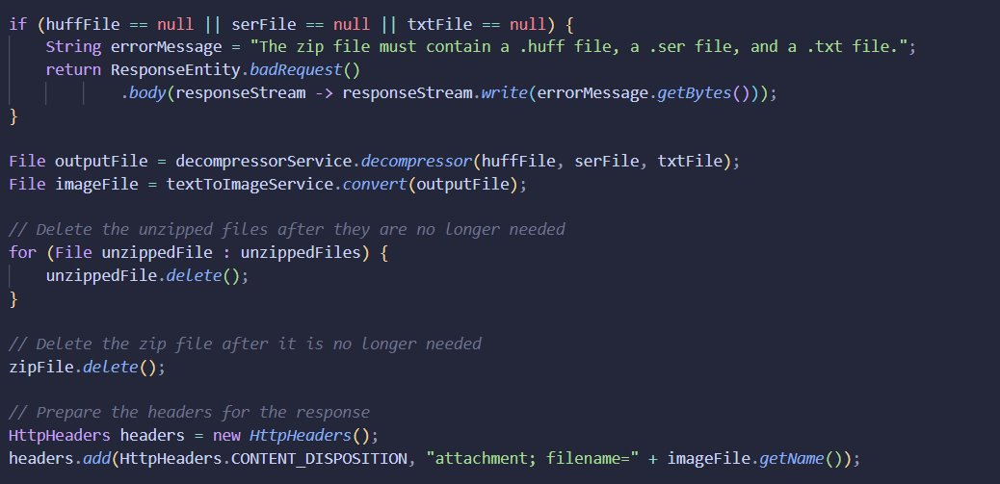 if (huffFile == null || serFile == null || txtFile == null) {
    String errorMessage = "The zip file must contain a .huff file, a .ser file, and a .txt file.";
    return ResponseEntity.badRequest()
            .body(responseStream -> responseStream.write(errorMessage.getBytes()));
}

File outputFile = decompressorService.decompressor(huffFile, serFile, txtFile);
File imageFile = textToImageService.convert(outputFile);

// Delete the unzipped files after they are no longer needed
for (File unzippedFile : unzippedFiles) {
    unzippedFile.delete();
}

// Delete the zip file after it is no longer needed
zipFile.delete();

// Prepare the headers for the response
HttpHeaders headers = new HttpHeaders();
headers.add(HttpHeaders.CONTENT_DISPOSITION, "attachment; filename=" + imageFile.getName());